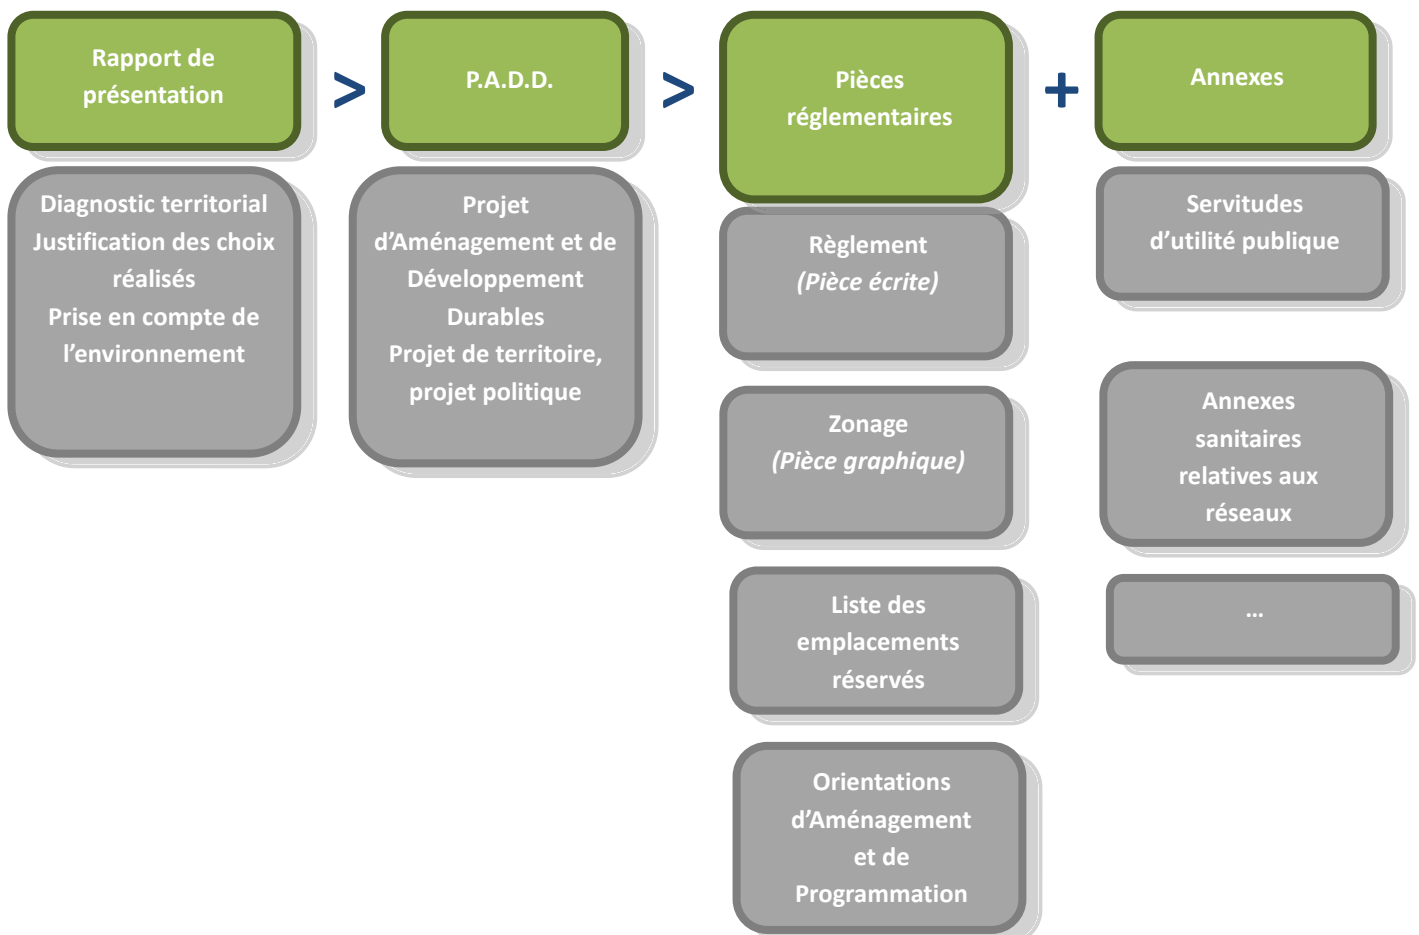 Rapport de
présentation
>
P.A.D.D.
>
Pièces
réglementaires
+
Annexes
Diagnostic territorial
Justification des choix
réalisés
Prise en compte de
l’environnement
Projet
d’Aménagement et de
Développement
Durables
Projet de territoire,
projet politique
Règlement
(Pièce écrite)
Zonage
(Pièce graphique)
Liste des
emplacements
réservés
Orientations
d’Aménagement
et de
Programmation
Servitudes
d’utilité publique
Annexes
sanitaires
relatives aux
réseaux
...